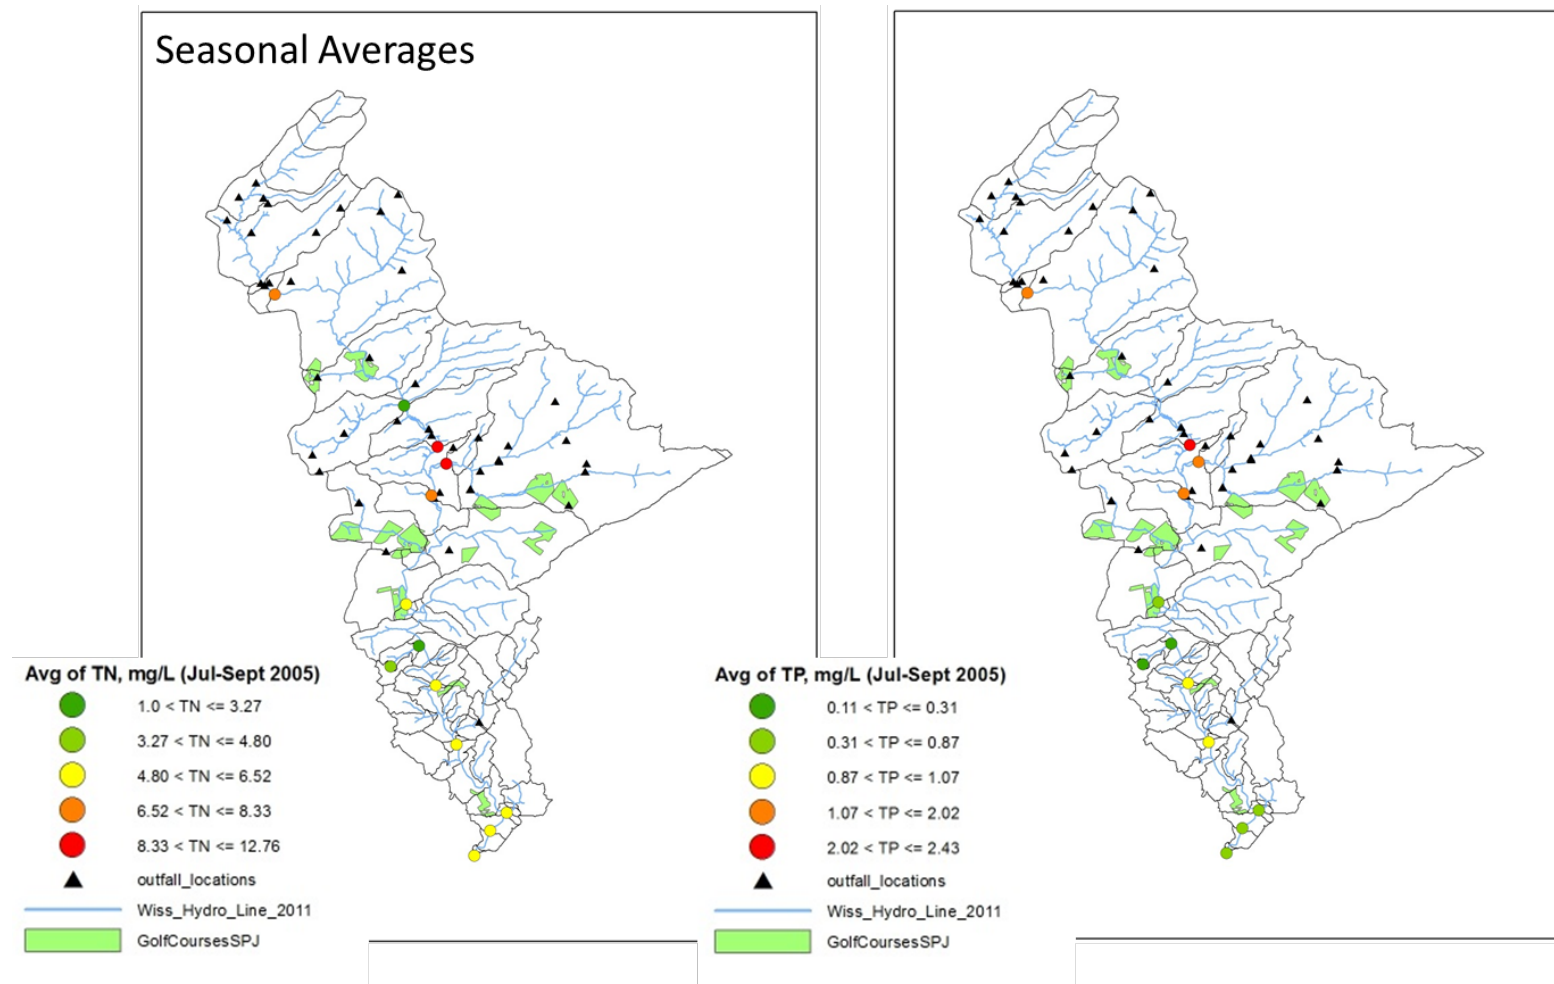 Seasonal Averages
Avg of TN, mg/L (Jul-Sept 2005)
1.0 < TN <= 3.27
3.27 < TN <= 4.80
4.80 < TN <= 6.52
6.52 < TN <= 8.33
8.33 < TN <= 12.76
outfall_locations
Wiss_Hydro_Line_2011
GolfCoursesSPJ
Avg of TP, mg/L (Jul-Sept 2005)
0.11 < TP <= 0.31
0.31 < TP <= 0.87
0.87 < TP <= 1.07
1.07 < TP <= 2.02
2.02 < TP <= 2.43
outfall_locations
Wiss_Hydro_Line_2011
GolfCoursesSPJ